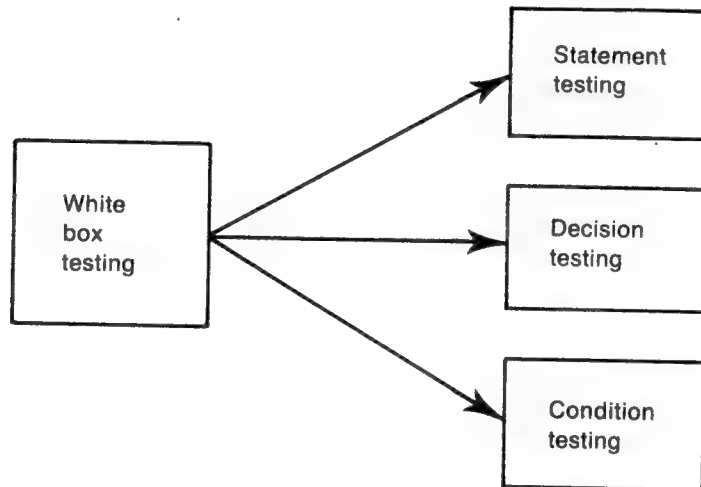 Statement
testing
White
box
testing
Decision
testing
Condition
testing